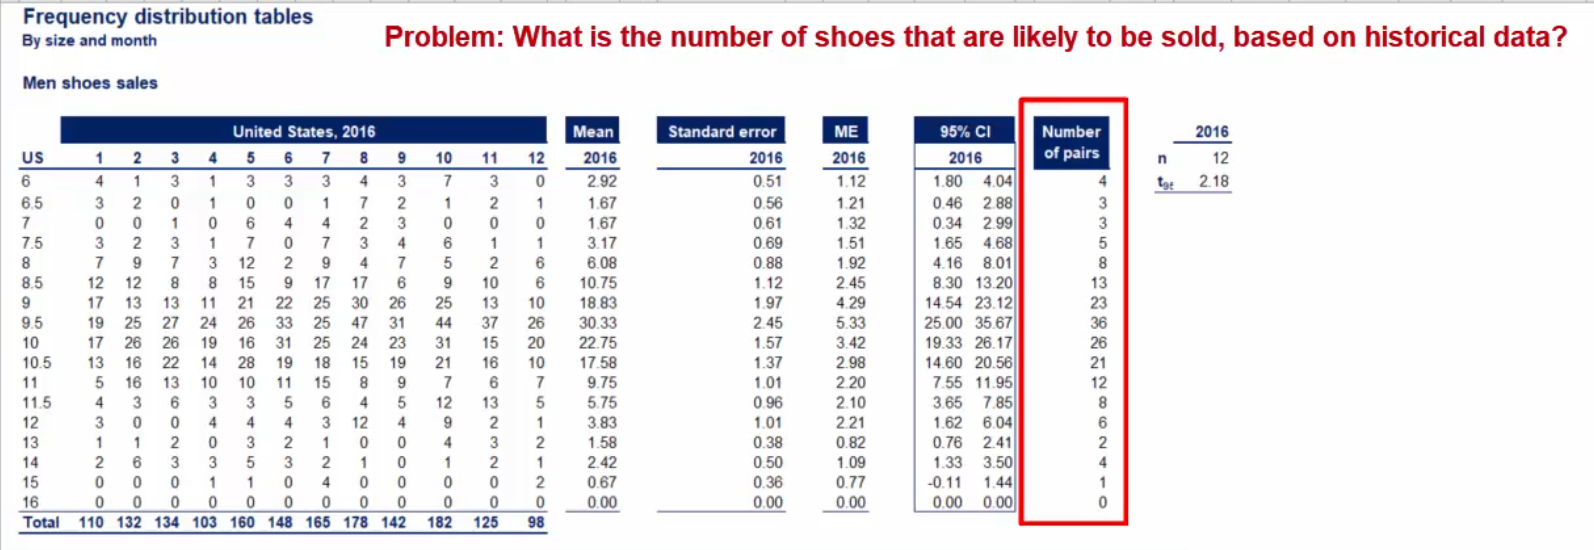 Frequency distribution tables
By size and month
Problem: What is the number of shoes that are likely to be sold, based on historical data?
Men shoes sales
United States, 2016 Mean Standard error ME 95% CI Number of pairs 2016
US 1 2 3 4 5 6 7 8 9 10 11 12 2016 2016 2016 2016 n 12
6 4 1 3 1 3 3 3 4 3 7 3 0 2.92 0.51 1.12 1.80 4.04 4 t95 2.18
6.5 3 2 0 1 0 0 1 7 2 1 2 1 1.67 0.56 1.21 0.46 2.88 3
7 0 0 1 0 6 4 4 2 3 0 0 0 1.67 0.61 1.32 0.34 2.99 3
7.5 3 2 3 1 7 0 7 3 4 6 1 1 3.17 0.69 1.51 1.65 4.68 5
8 7 9 7 3 12 2 9 4 7 5 2 6 6.08 0.88 1.92 4.16 8.01 8
8.5 12 12 8 8 15 9 17 17 6 9 10 6 10.75 1.12 2.45 8.30 13.20 13
9 17 13 13 11 21 22 25 30 26 25 13 10 18.83 1.97 4.29 14.54 23.12 23
9.5 19 25 27 24 26 33 25 47 31 44 37 26 30.33 2.45 5.33 25.00 35.67 36
10 17 26 26 19 16 31 25 24 23 31 15 20 22.75 1.57 3.42 19.33 26.17 26
10.5 13 16 22 14 28 19 18 15 19 21 16 10 17.58 1.37 2.98 14.60 20.56 21
11 5 16 13 10 10 11 15 8 9 7 6 7 9.75 1.01 2.20 7.55 11.95 12
11.5 4 3 6 3 3 5 6 4 5 12 13 5 5.75 0.96 2.10 3.65 7.85 8
12 3 0 0 4 4 4 3 12 4 9 2 1 3.83 1.01 2.21 1.62 6.04 6
13 1 1 2 0 3 2 1 0 0 4 3 2 1.58 0.38 0.82 0.76 2.41 2
14 2 6 3 3 5 3 2 1 0 1 2 1 2.42 0.50 1.09 1.33 3.50 4
15 0 0 0 1 1 0 4 0 0 0 0 2 0.67 0.36 0.77 -0.11 1.44 1
16 0 0 0 0 0 0 0 0 0 0 0 0 0.00 0.00 0.00 0.00 0.00 0
Total 110 132 134 103 160 148 165 178 142 182 125 98